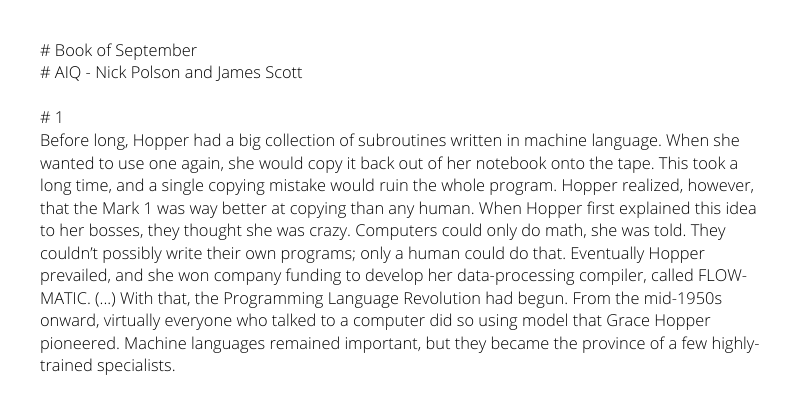 # Book of September
# AIQ - Nick Polson and James Scott
# 1
Before long, Hopper had a big collection of subroutines written in machine language. When she
wanted to use one again, she would copy it back out of her notebook onto the tape. This took a
long time, and a single copying mistake would ruin the whole program. Hopper realized, however,
that the Mark 1 was way better at copying than any human. When Hopper first explained this idea
to her bosses, they thought she was crazy. Computers could only do math, she was told. They
couldn't possibly write their own programs; only a human could do that. Eventually Hopper
prevailed, and she won company funding to develop her data-processing compiler, called FLOW-
MATIC. (...) With that, the Programming Language Revolution had begun. From the mid-1950s
onward, virtually everyone who talked to a computer did so using model that Grace Hopper
pioneered. Machine languages remained important, but they became the province of a few highly-
trained specialists.